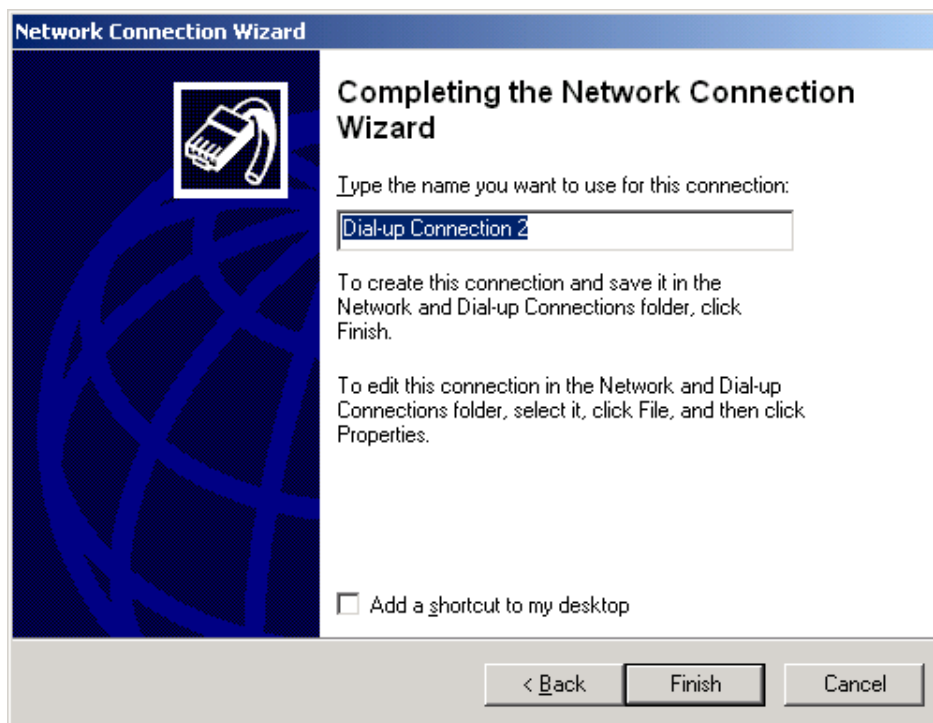 Network Connection Wizard
Completing the Network Connection
Wizard
Type the name you want to use for this connection:
Dial-up Connection 2
To create this connection and save it in the
Network and Dial-up Connections folder, click
Finish.
To edit this connection in the Network and Dial-up
Connections folder, select it, click File, and then click
Properties.
Add a shortcut to my desktop
< Back
Finish
Cancel